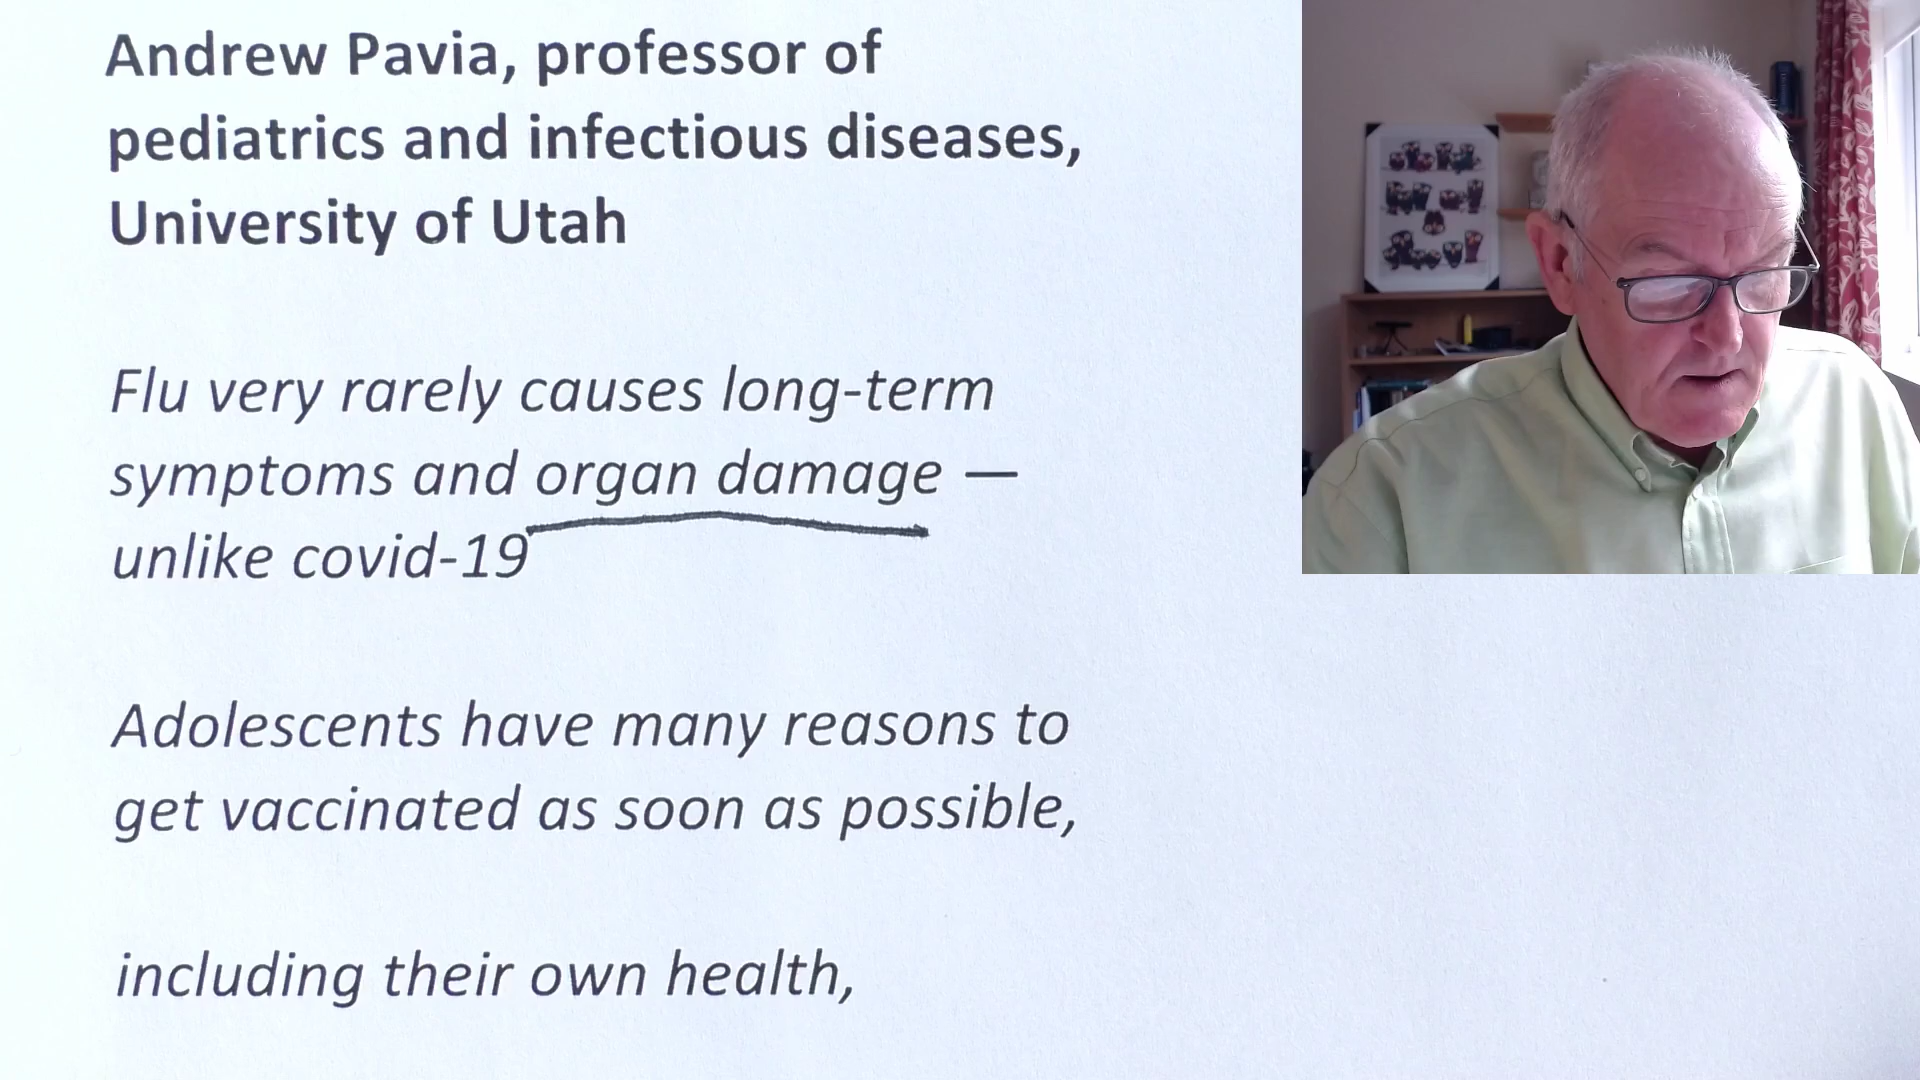 Andrew Pavia, professor of
pediatrics and infectious diseases,
University of Utah
Flu very rarely causes long-term
symptoms and organ damage —
unlike covid-19
Adolescents have many reasons to
get vaccinated as soon as possible,
including their own health,